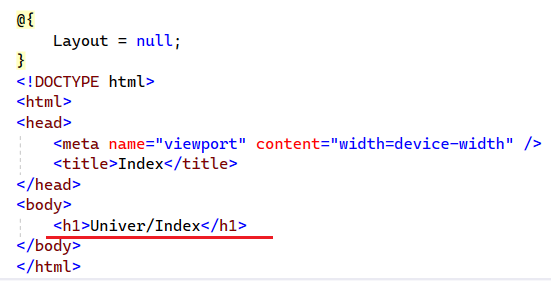 @{
    Layout = null;
}
<!DOCTYPE html>
<html>
<head>
    <meta name="viewport" content="width=device-width" />
    <title>Index</title>
</head>
<body>
    <h1>Univer/Index</h1>
</body>
</html>